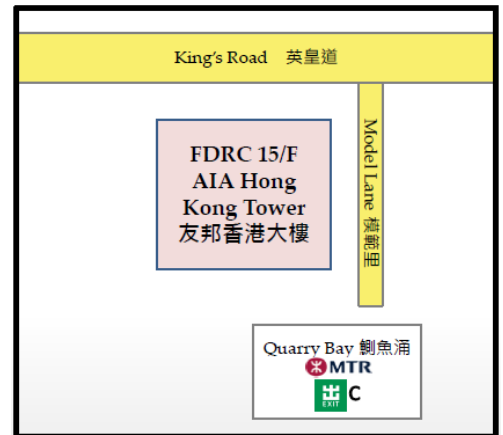 King's Road 英皇道
FDRC 15/F
AIA Hong
Kong Tower
友邦香港大樓
Model Lane 模範里
Quarry Bay 鰂魚涌
MTR
出 C
EXIT